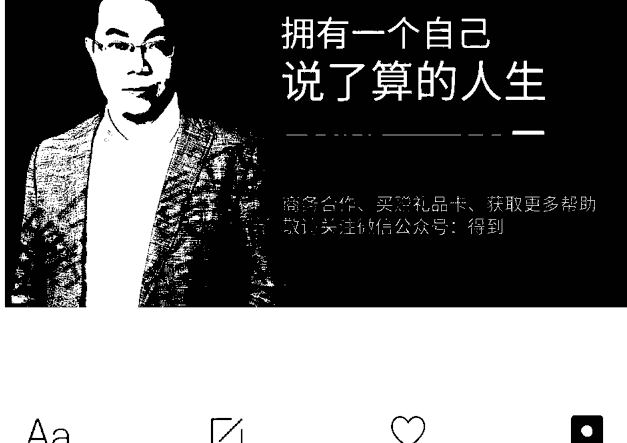 拥有一个自己
说了算的人生
商务合作、买赠礼品卡、获取更多帮助
敬请关注微信公众号：得到
Aa